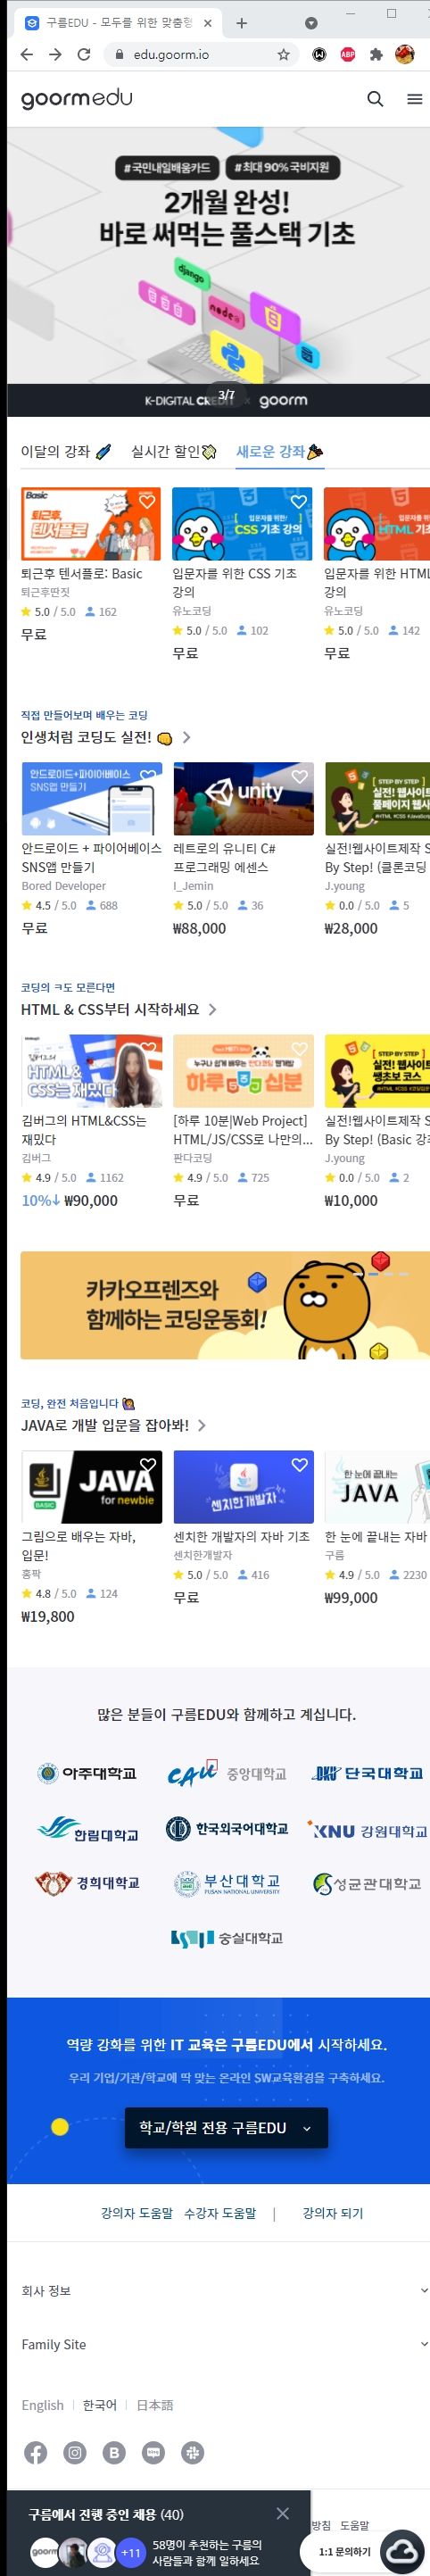 구름EDU - 모두를 위한 맞춤형
edu.goorm.io
ABP
goormedu
#국민내일배움카드 #최대 90% 국비지원
2개월 완성!
바로 써먹는 풀스택 기초
django
node
K-DIGITAL CREDIT × goorm
3/7
이달의 강좌 실시간 할인 새로운 강좌
Basic
퇴근후,
텐서플로
입문자를 위한!
CSS 기초 강의
입문자를 위한!
HTML 기초
퇴근후 텐서플로: Basic
퇴근후딴짓
5.0 / 5.0 162
무료
입문자를 위한 CSS 기초
강의
유노코딩
5.0 / 5.0 102
무료
입문자를 위한 HTML
강의
유노코딩
5.0 / 5.0 142
무료
직접 만들어보며 배우는 코딩
인생처럼 코딩도 실전!
안드로이드+파이어베이스
SNS앱 만들기
unity
STEP BY STEP
실전! 웹사이트
풀페이지 웹사
#HTML #CSS #JavaScript
안드로이드 + 파이어베이스
SNS앱 만들기
Bored Developer
4.5 / 5.0 688
무료
레트로의 유니티 C#
프로그래밍 에센스
I_Jemin
5.0 / 5.0 36
₩88,000
실전!웹사이트제작 S
By Step! (클론코딩
J.young
0.0 / 5.0 5
₩28,000
코딩의 ㅋ도 모른다면
HTML & CSS부터 시작하세요
HTML&
CSS는 재밌다
누구나 쉽게 배우는 판다코딩 웹개발
하루 십분
STEP BY STEP
실전! 웹사이트
쌩초보 코스
#HTML #CSS
김버그의 HTML&CSS는
재밌다
김버그
4.9 / 5.0 1162
10%↓ ₩90,000
[하루 10분|Web Project]
HTML/JS/CSS로 나만의...
판다코딩
4.9 / 5.0 725
무료
실전!웹사이트제작 S
By Step! (Basic 강
J.young
0.0 / 5.0 2
₩10,000
카카오프렌즈와
함께하는 코딩운동회!
코딩, 완전 처음입니다
JAVA로 개발 입문을 잡아봐!
BASIC
JAVA
for newbie
센치한개발자
한 눈에 끝내는
JAVA
그림으로 배우는 자바,
입문!
홍팍
4.8 / 5.0 124
₩19,800
센치한 개발자의 자바 기초
센치한개발자
5.0 / 5.0 416
무료
한 눈에 끝내는 자바
구름
4.9 / 5.0 2230
₩99,000
많은 분들이 구름EDU와 함께하고 계십니다.
아주대학교 CAU 중앙대학교 DKU 단국대학교
한림대학교 한국외국어대학교 KNU 강원대학교
경희대학교 부산대학교 성균관대학교
PUSAN NATIONAL UNIVERSITY
숭실대학교
역량 강화를 위한 IT 교육은 구름EDU에서 시작하세요.
우리 기업/기관/학교에 딱 맞는 온라인 SW교육환경을 구축하세요.
학교/학원 전용 구름EDU
강의자 도움말 수강자 도움말 | 강의자 되기
회사 정보
Family Site
English | 한국어 | 日本語
구름에서 진행 중인 채용 (40)
goorm
+11
58명이 추천하는 구름의
사람들과 함께 일하세요
방침 도움말
1:1 문의하기